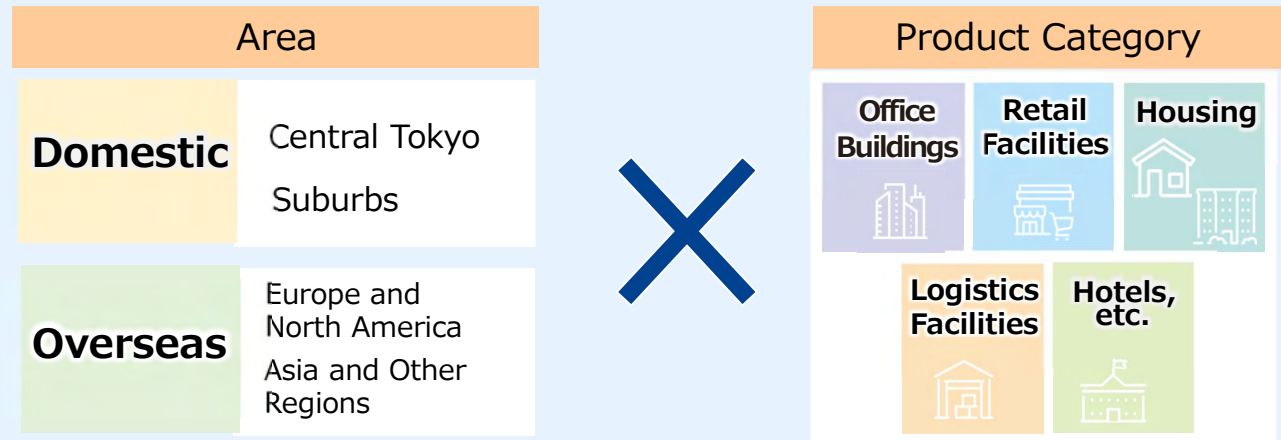 Area
Domestic
Central Tokyo
Suburbs
Overseas
Europe and
North America
Asia and Other
Regions
Product Category
Office
Buildings
Retail
Facilities
Housing
Logistics
Facilities
Hotels,
etc.